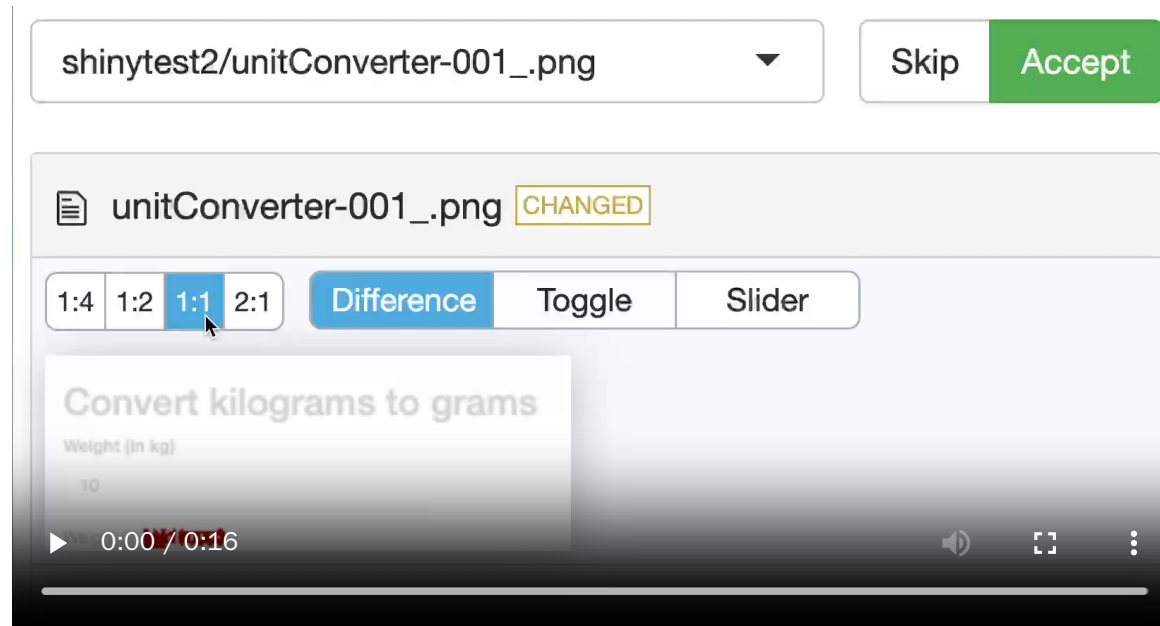 shinytest2/unitConverter-001_.png Skip Accept
unitConverter-001_.png CHANGED
1:4 1:2 1:1 2:1 Difference Toggle Slider
Convert kilograms to grams
Weight (in kg)
10
0:00 / 0:16